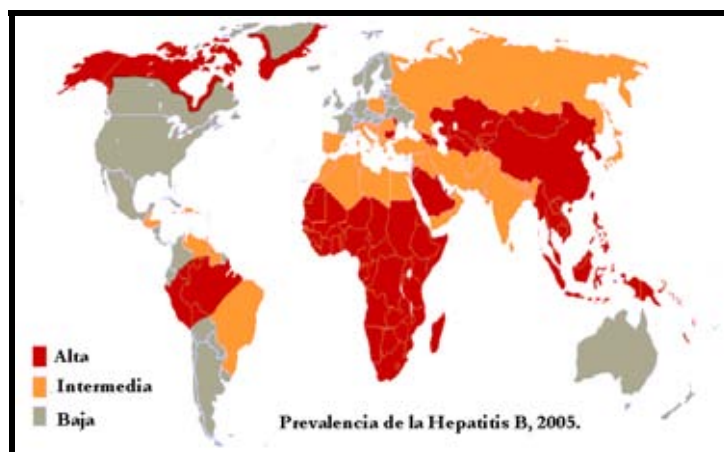 Alta
Intermedia
Baja
Prevalencia de la Hepatitis B, 2005.